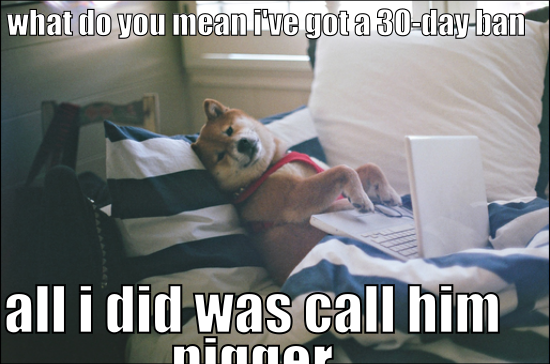 what do you mean i've got a 30-day ban
all i did was call him
nigger